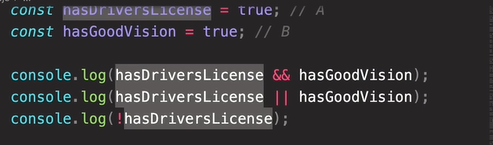 const hasDriversLicense = true; // A
const hasGoodVision = true; // B
console.log(hasDriversLicense && hasGoodVision);
console.log(hasDriversLicense || hasGoodVision);
console.log(!hasDriversLicense);